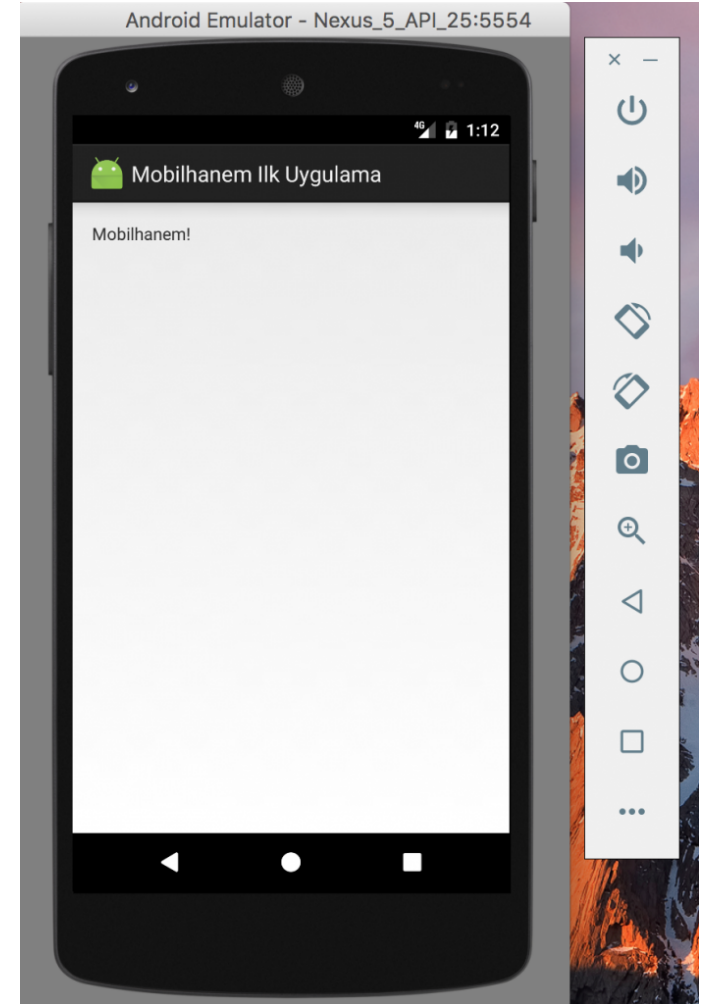 Android Emulator - Nexus_5_API_25:5554
4G 1:12
Mobilhanem Ilk Uygulama
Mobilhanem!